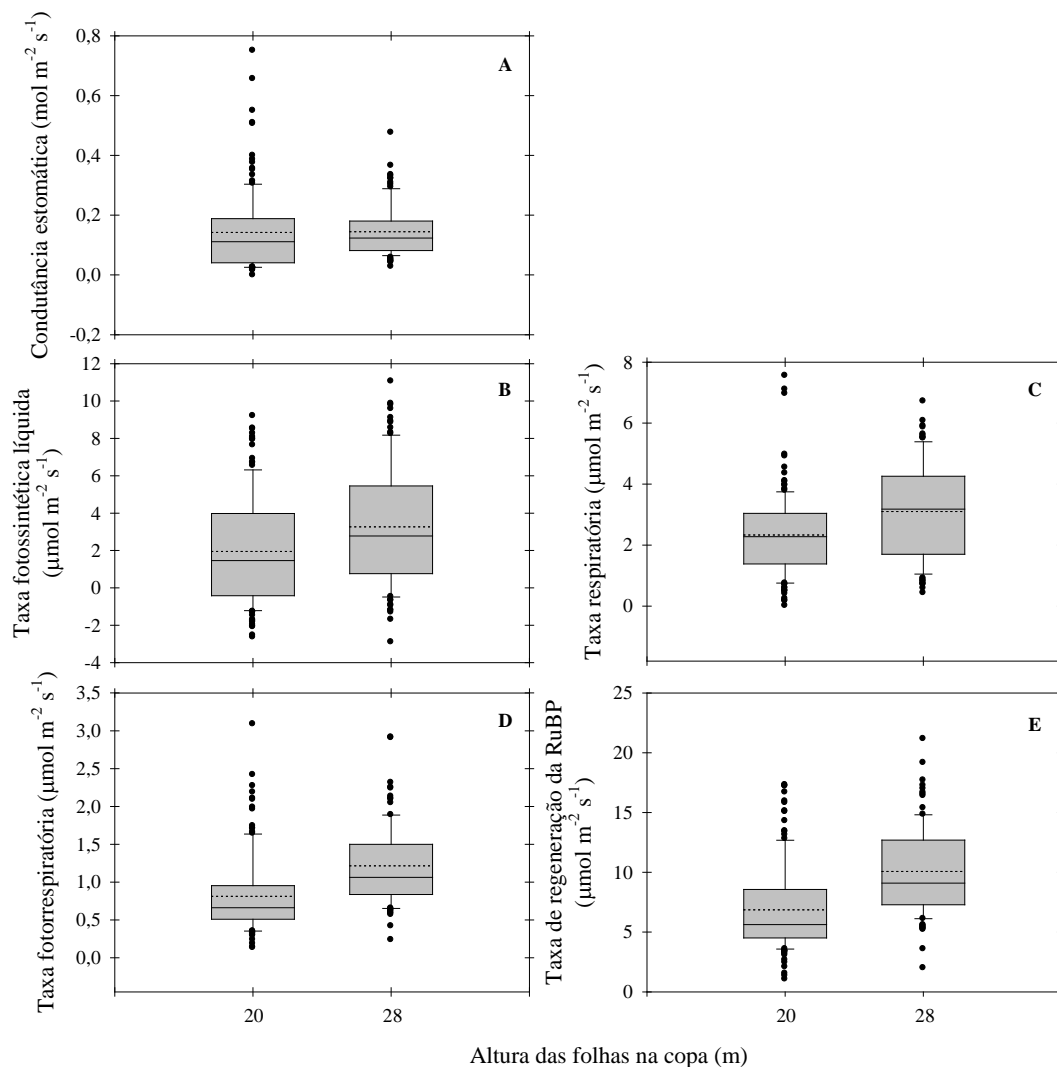 0,8
0,6
0,4
0,2
0,0
-0,2
Condutância estomática (mol m-2 s-1)
A
12
10
8
6
4
2
0
-2
-4
Taxa fotossintética líquida
(µmol m-2 s-1)
B
8
6
4
2
0
Taxa respiratória (µmol m-2 s-1)
C
3,5
3,0
2,5
2,0
1,5
1,0
0,5
0,0
Taxa fotorrespiratória (µmol m-2 s-1)
D
20 28
25
20
15
10
5
0
Taxa de regeneração da RuBP
(µmol m-2 s-1)
E
20 28
Altura das folhas na copa (m)